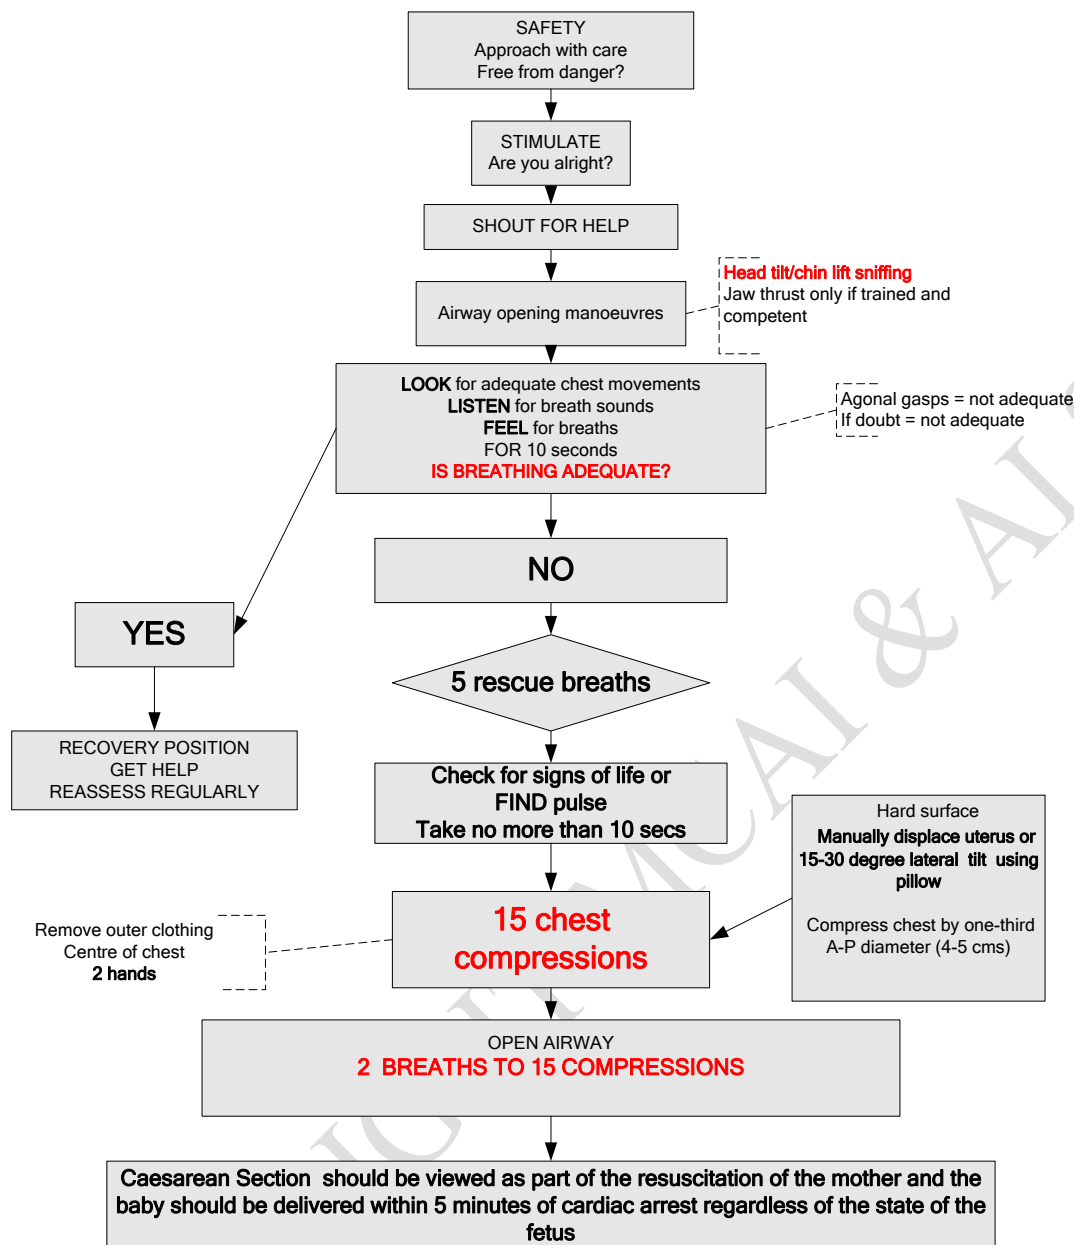 SAFETY
Approach with care
Free from danger?
STIMULATE
Are you alright?
SHOUT FOR HELP
Airway opening manoeuvres
Head tilt/chin lift sniffing
Jaw thrust only if trained and
competent
LOOK for adequate chest movements
LISTEN for breath sounds
FEEL for breaths
FOR 10 seconds
IS BREATHING ADEQUATE?
Agonal gasps = not adequate
If doubt = not adequate
NO
YES
5 rescue breaths
RECOVERY POSITION
GET HELP
REASSESS REGULARLY
Check for signs of life or
FIND pulse
Take no more than 10 secs
Hard surface
Manually displace uterus or
15-30 degree lateral tilt using
pillow
Compress chest by one-third
A-P diameter (4-5 cms)
15 chest
compressions
Remove outer clothing
Centre of chest
2 hands
OPEN AIRWAY
2 BREATHS TO 15 COMPRESSIONS
Caesarean Section should be viewed as part of the resuscitation of the mother and the
baby should be delivered within 5 minutes of cardiac arrest regardless of the state of the
fetus
MCAI &